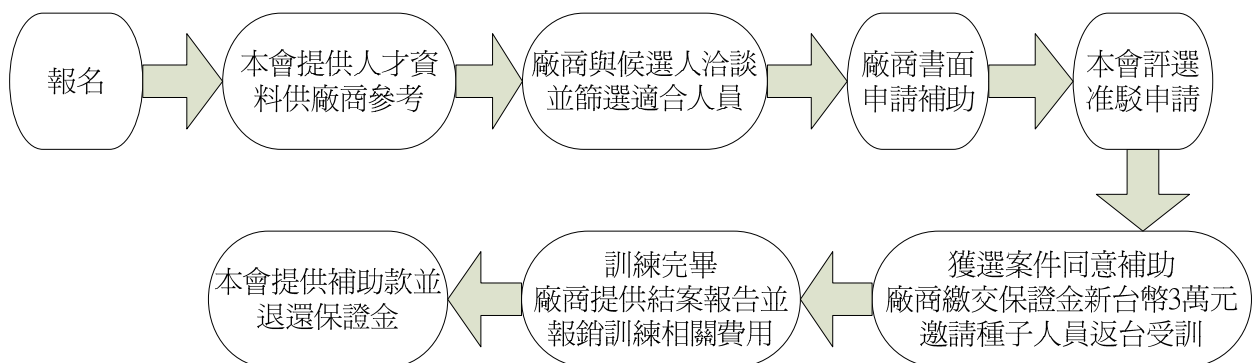 報名
本會提供人才資
料供廠商參考
廠商與候選人洽談
並篩選適合人員
廠商書面
申請補助
本會評選
准駁申請
獲選案件同意補助
廠商繳交保證金新台幣3萬元
邀請種子人員返台受訓
訓練完畢
廠商提供結案報告並
報銷訓練相關費用
本會提供補助款並
退還保證金